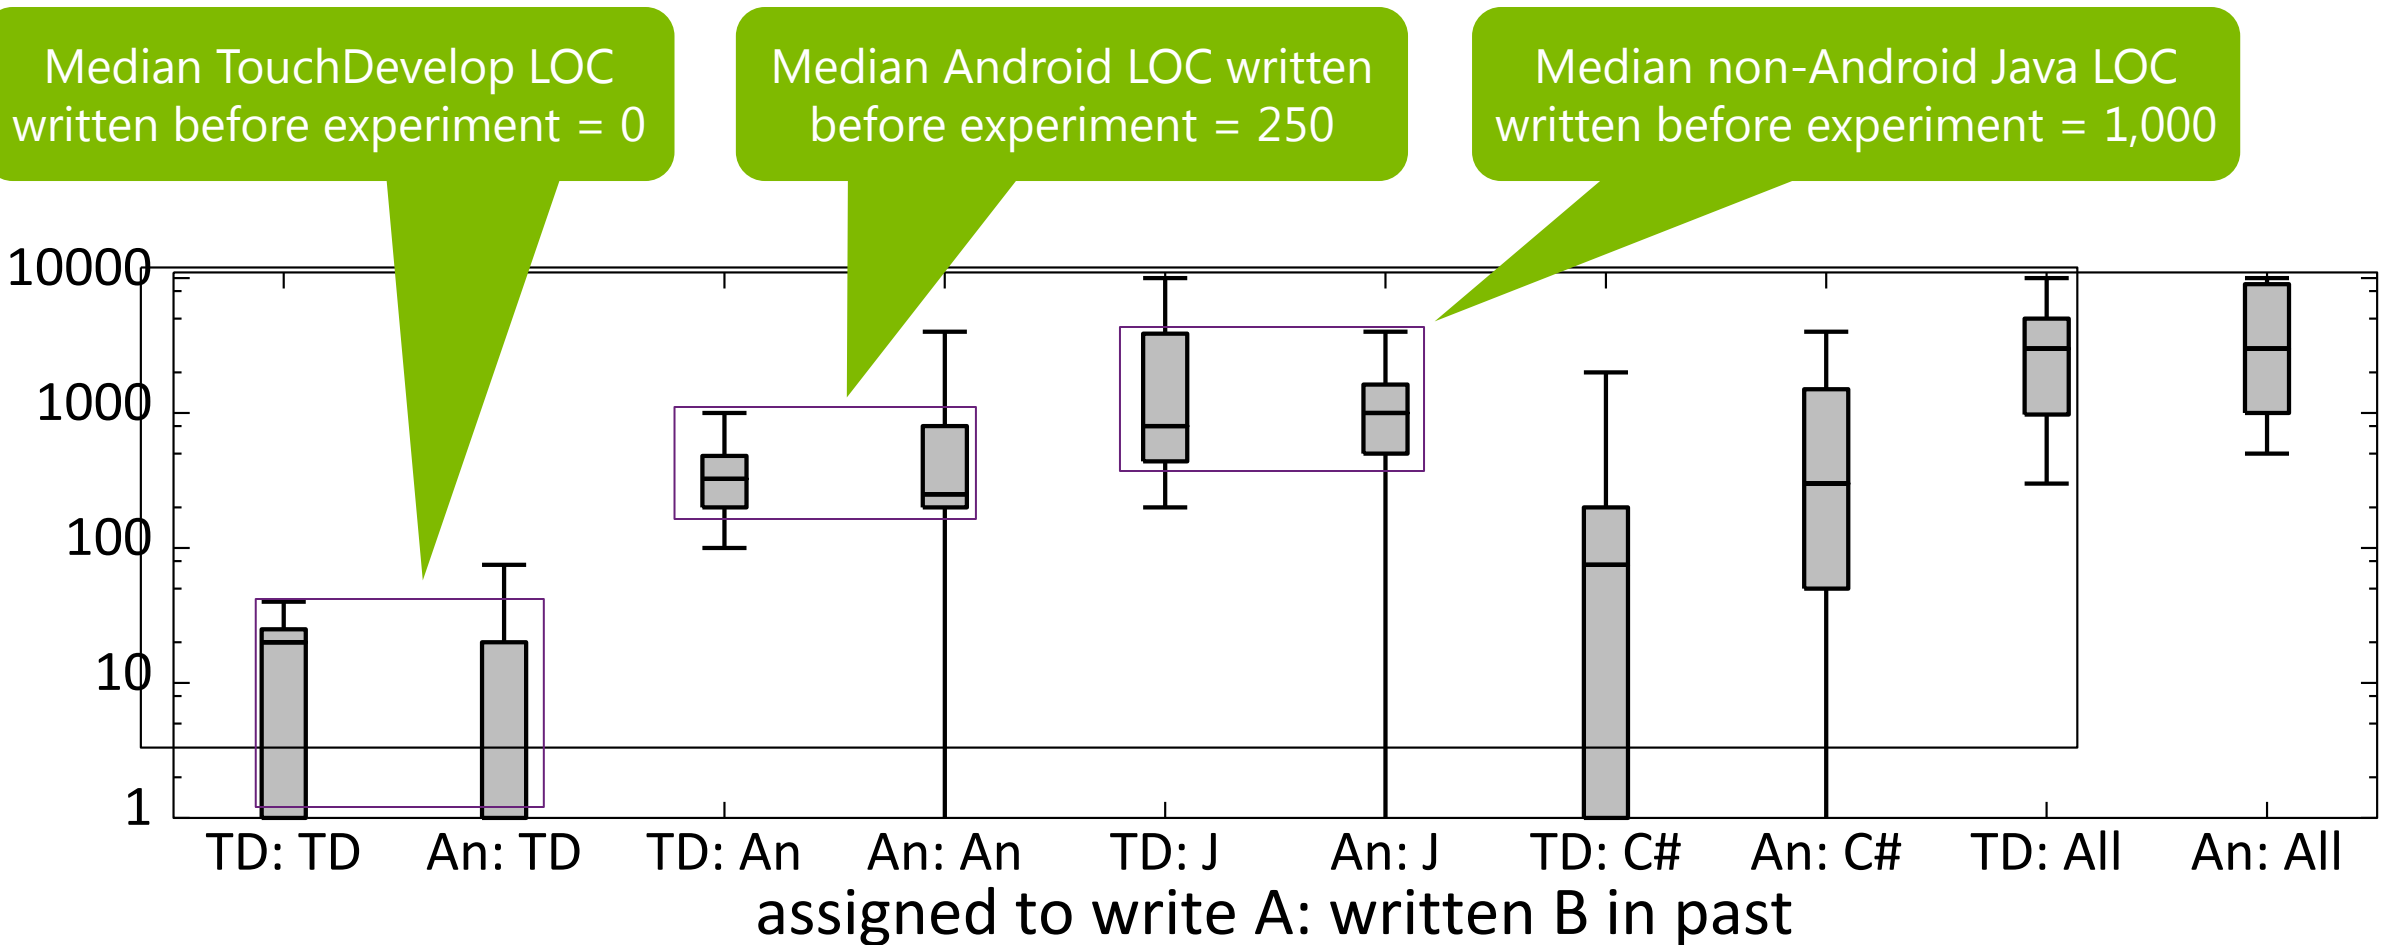 Median TouchDevelop LOC
written before experiment = 0
Median Android LOC written
before experiment = 250
Median non-Android Java LOC
written before experiment = 1,000
10000
1000
100
10
1
TD: TD An: TD TD: An An: An TD: J An: J TD: C# An: C# TD: All An: All
assigned to write A: written B in past